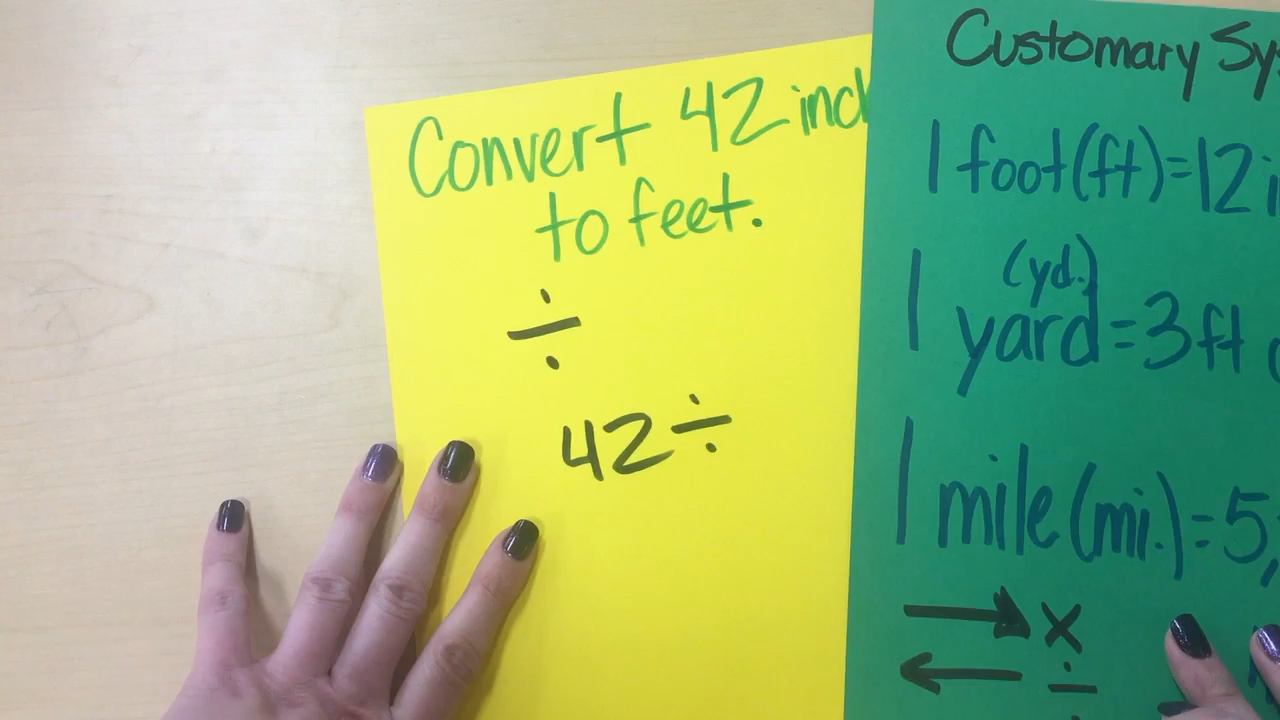 Convert 42 inch
to feet.
÷
42 ÷
Customary Sy
1 foot (ft) = 12 i
(yd.)
1 yard = 3 ft
1 mile (mi.) = 5,
→ ×
← ÷